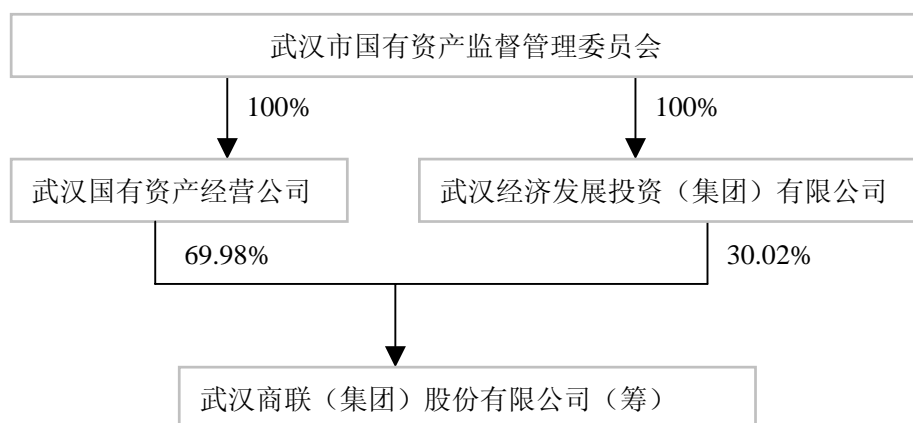 武汉市国有资产监督管理委员会
100%
100%
武汉国有资产经营公司
武汉经济发展投资（集团）有限公司
69.98%
30.02%
武汉商联（集团）股份有限公司（筹）